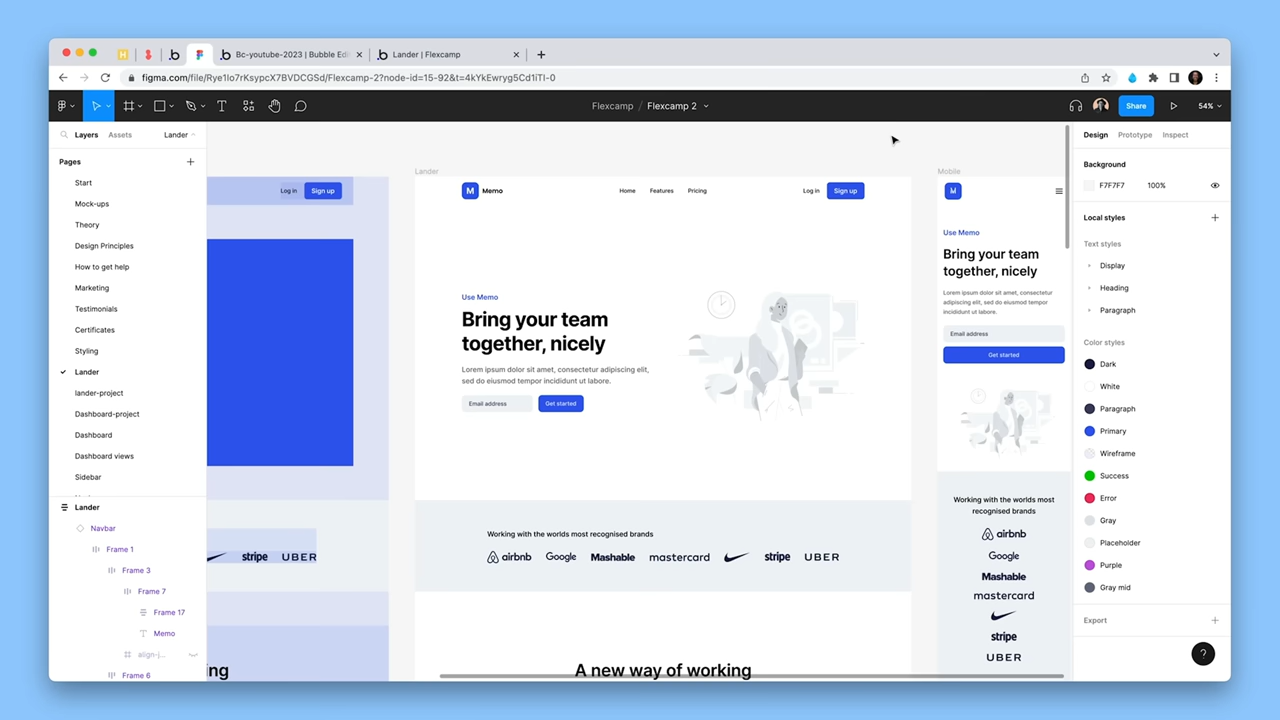 H
Bc-youtube-2023 | Bubble Edi
Lander | Flexcamp
figma.com/file/Rye1Io7rKsypcX7BVDCGSd/Flexcamp-2?node-id=15-92&t=4kYkEwryg5Cd1iTI-0
Flexcamp / Flexcamp 2
Share
54%
Layers
Assets
Lander
Pages
Start
Mock-ups
Theory
Design Principles
How to get help
Marketing
Testimonials
Certificates
Styling
Lander
lander-project
Dashboard-project
Dashboard
Dashboard views
Sidebar
Lander
Navbar
Frame 1
Frame 3
Frame 7
Frame 17
Memo
align-j...
Frame 6
Log in
Sign up
stripe UBER
ing
Lander
M Memo
Home Features Pricing
Log in
Sign up
Use Memo
Bring your team
together, nicely
Lorem ipsum dolor sit amet, consectetur adipiscing elit,
sed do eiusmod tempor incididunt ut labore.
Email address
Get started
Working with the worlds most recognised brands
airbnb Google Mashable mastercard stripe UBER
A new way of working
Mobile
M
Use Memo
Bring your team
together, nicely
Lorem ipsum dolor sit amet, consectetur
adipiscing elit, sed do eiusmod tempor
incididunt ut labore.
Email address
Get started
Working with the worlds most
recognised brands
airbnb
Google
Mashable
mastercard
stripe
UBER
Design
Prototype
Inspect
Background
F7F7F7 100%
Local styles
Text styles
Display
Heading
Paragraph
Color styles
Dark
White
Paragraph
Primary
Wireframe
Success
Error
Gray
Placeholder
Purple
Gray mid
Export
?